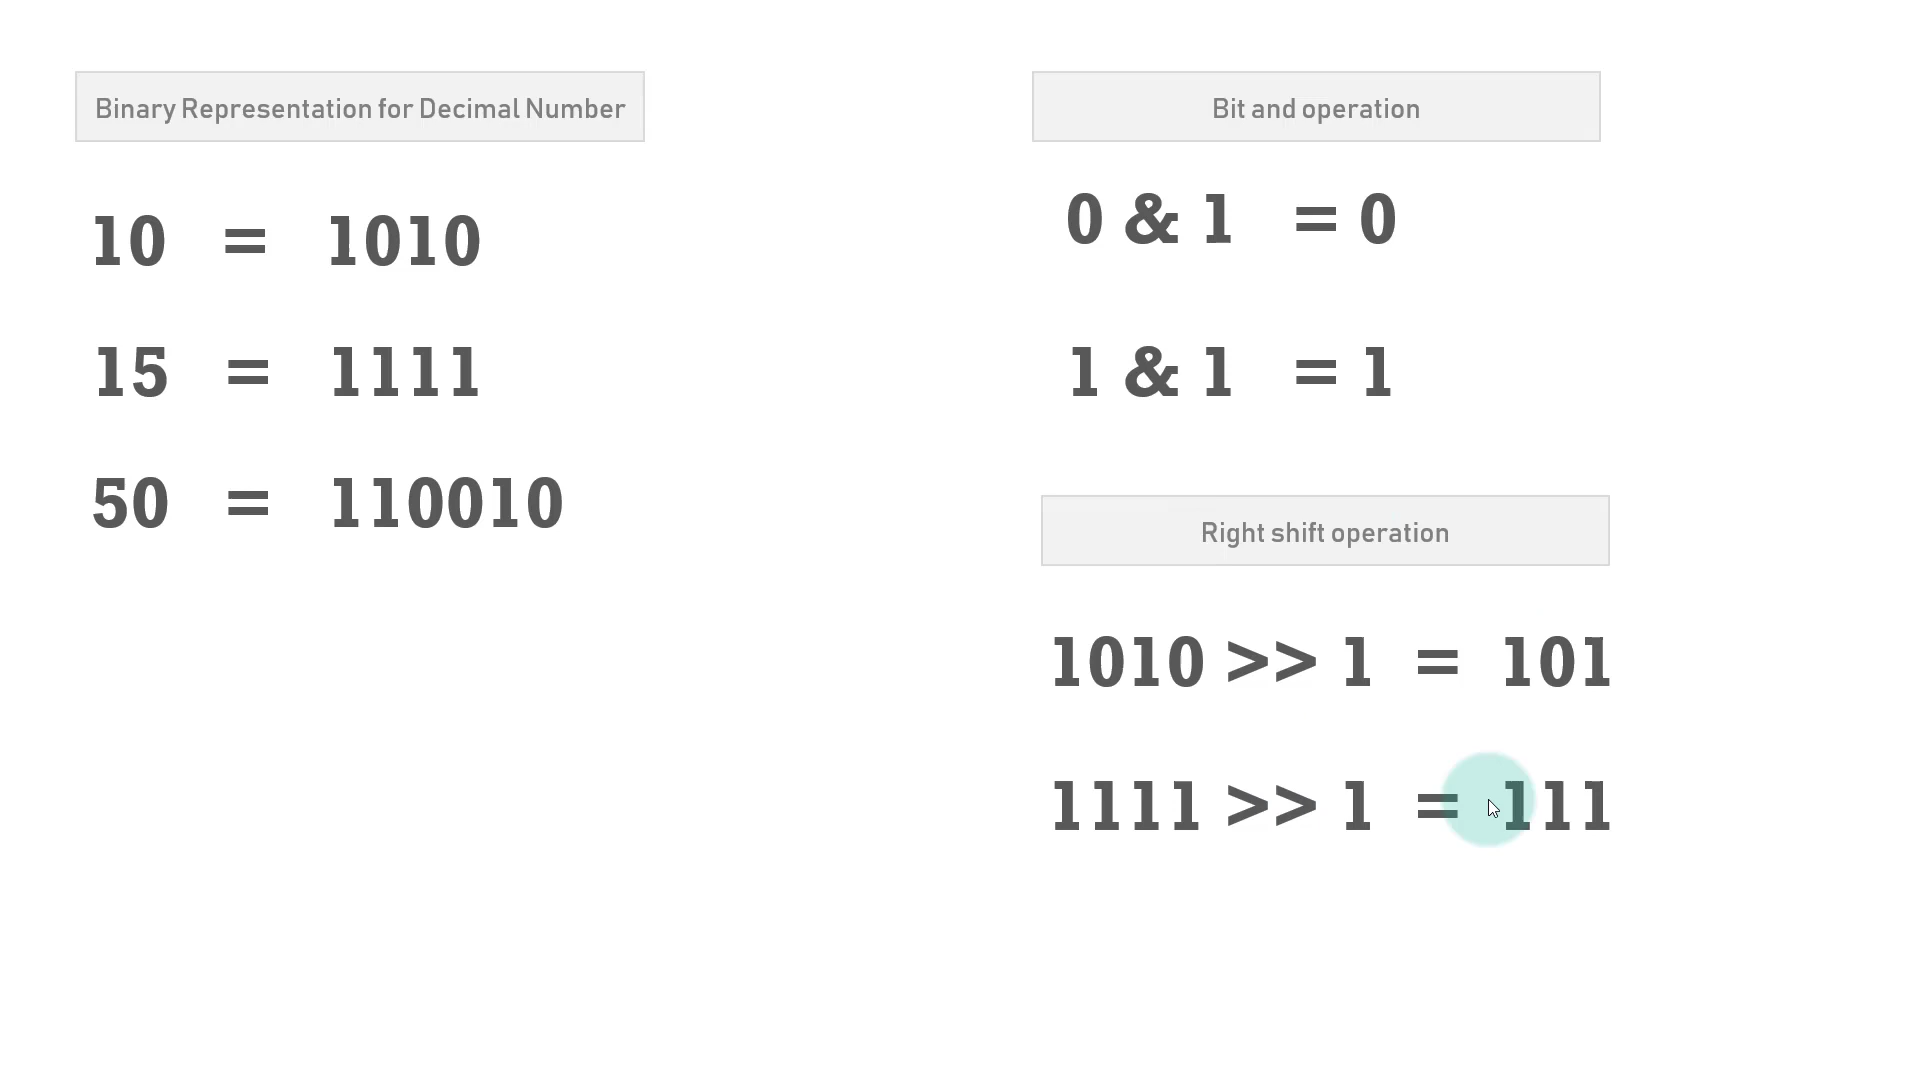 Binary Representation for Decimal Number
10 = 1010
15 = 1111
50 = 110010
Bit and operation
0 & 1 = 0
1 & 1 = 1
Right shift operation
1010 >> 1 = 101
1111 >> 1 = 111